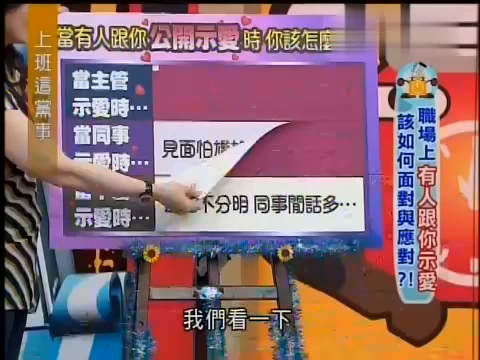 上班這黨事
當有人跟你 公開示愛 時 你該怎麼
當主管
示愛時…
當同事
示愛時…
見面怕
示愛時…
不分明 同事閒話多…
職場上 有人跟你示愛
該如何面對與應對?!
我們看一下